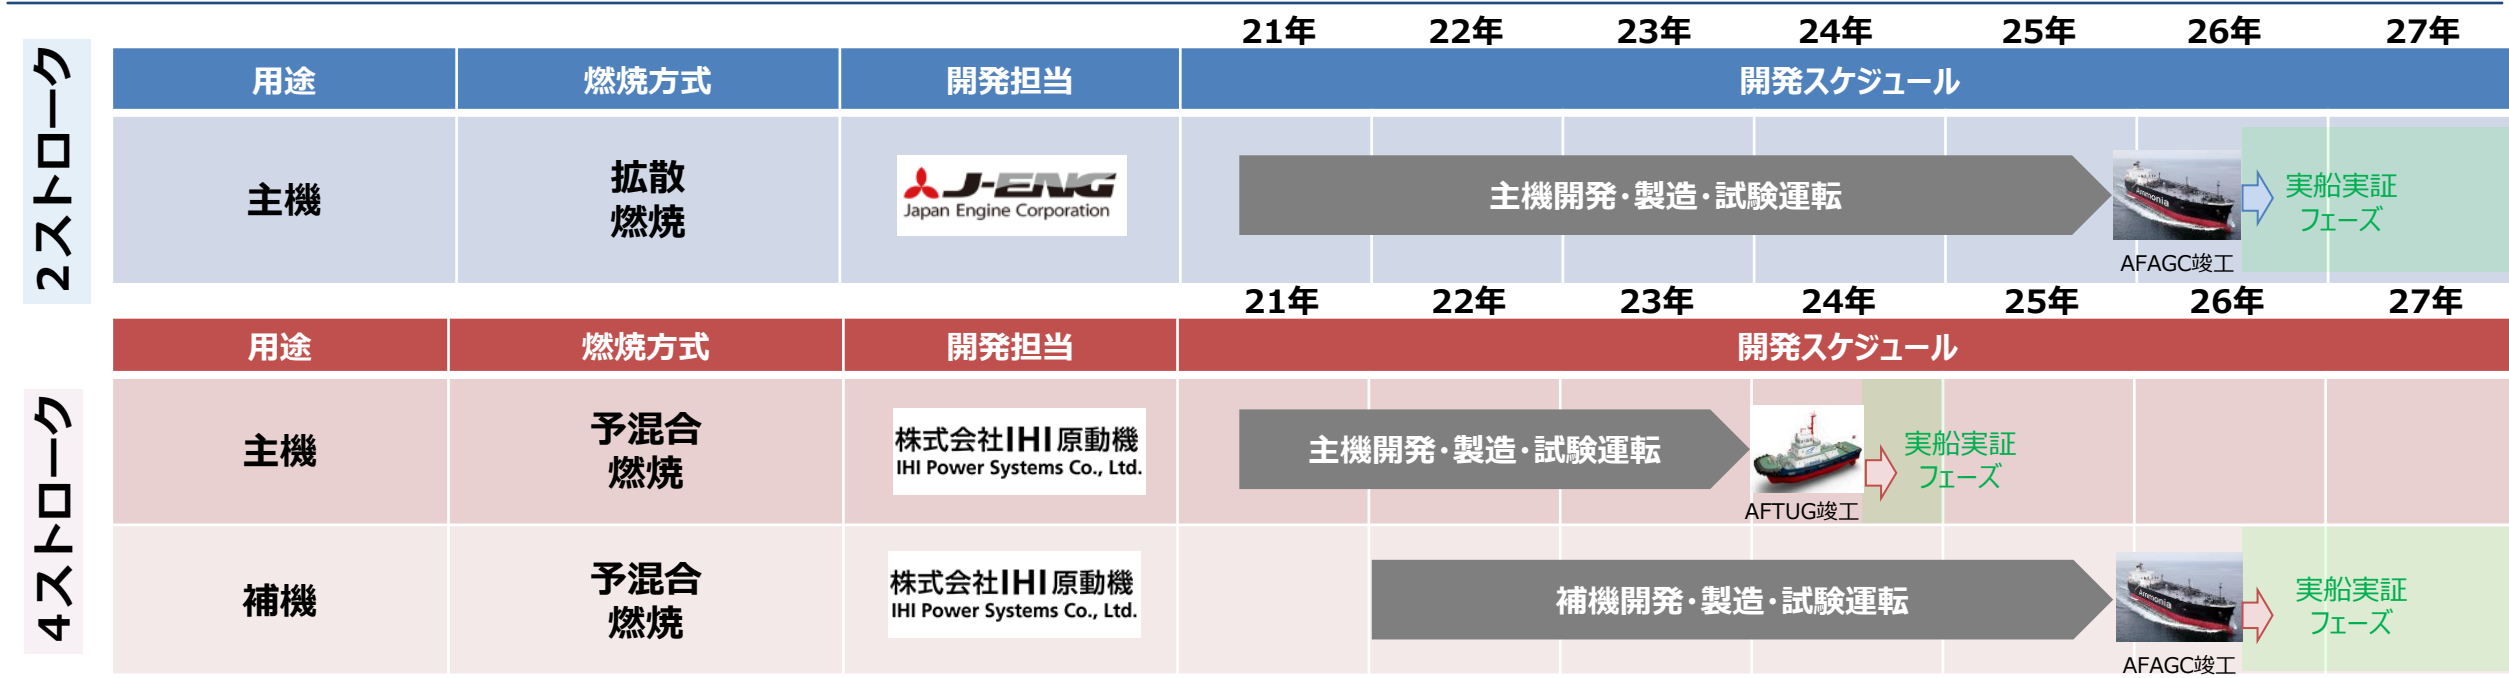 21年 22年 23年 24年 25年 26年 27年
2ストローク
用途 燃焼方式 開発担当 開発スケジュール
主機
拡散
燃焼
J-ENG
Japan Engine Corporation
主機開発・製造・試験運転
Ammonia
AFAGC竣工
実船実証
フェーズ
21年 22年 23年 24年 25年 26年 27年
4ストローク
用途 燃焼方式 開発担当 開発スケジュール
主機
予混合
燃焼
株式会社IHI原動機
IHI Power Systems Co., Ltd.
主機開発・製造・試験運転
AFTUG竣工
実船実証
フェーズ
補機
予混合
燃焼
株式会社IHI原動機
IHI Power Systems Co., Ltd.
補機開発・製造・試験運転
Ammonia
AFAGC竣工
実船実証
フェーズ